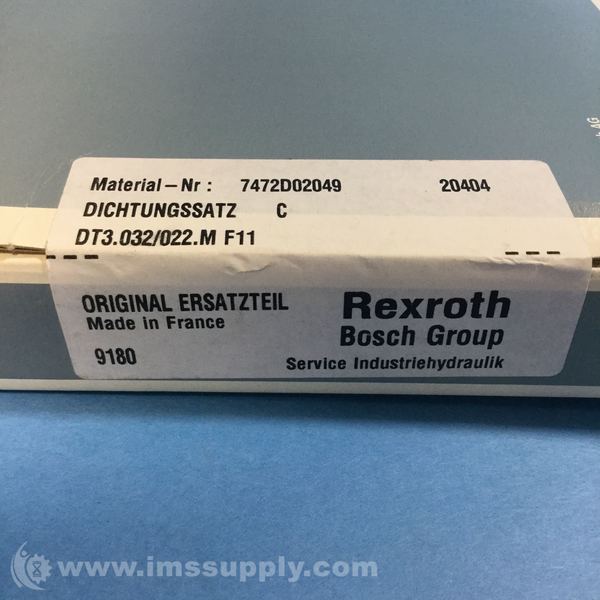 Material-Nr: 7472D02049 20404
DICHTUNGSSATZ C
DT3.032/022.M F11
ORIGINAL ERSATZTEIL
Made in France
9180
Rexroth
Bosch Group
Service Industriehydraulik
AG
www.imssupply.com